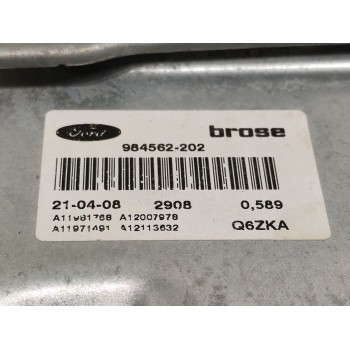 Ford brose
984562-202
21-04-08 2908 0,589
A11981768 A12007978
A11971491 A12113632 Q6ZKA